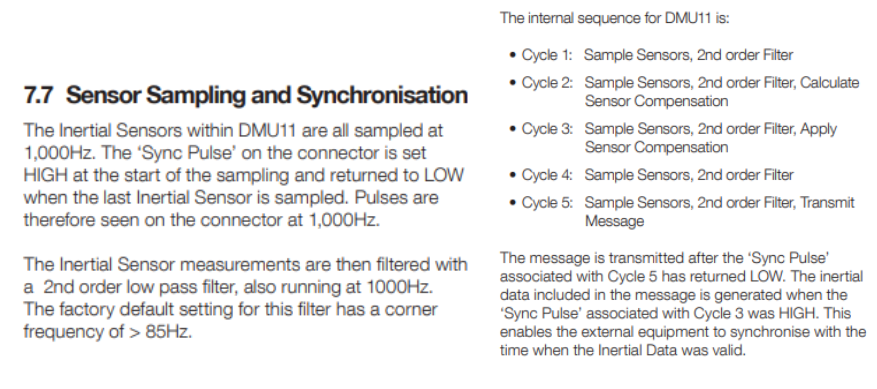 7.7 Sensor Sampling and Synchronisation
The Inertial Sensors within DMU11 are all sampled at
1,000Hz. The ‘Sync Pulse’ on the connector is set
HIGH at the start of the sampling and returned to LOW
when the last Inertial Sensor is sampled. Pulses are
therefore seen on the connector at 1,000Hz.
The Inertial Sensor measurements are then filtered with
a 2nd order low pass filter, also running at 1000Hz.
The factory default setting for this filter has a corner
frequency of > 85Hz.
The internal sequence for DMU11 is:
• Cycle 1: Sample Sensors, 2nd order Filter
• Cycle 2: Sample Sensors, 2nd order Filter, Calculate
Sensor Compensation
• Cycle 3: Sample Sensors, 2nd order Filter, Apply
Sensor Compensation
• Cycle 4: Sample Sensors, 2nd order Filter
• Cycle 5: Sample Sensors, 2nd order Filter, Transmit
Message
The message is transmitted after the ‘Sync Pulse’
associated with Cycle 5 has returned LOW. The inertial
data included in the message is generated when the
‘Sync Pulse’ associated with Cycle 3 was HIGH. This
enables the external equipment to synchronise with the
time when the Inertial Data was valid.